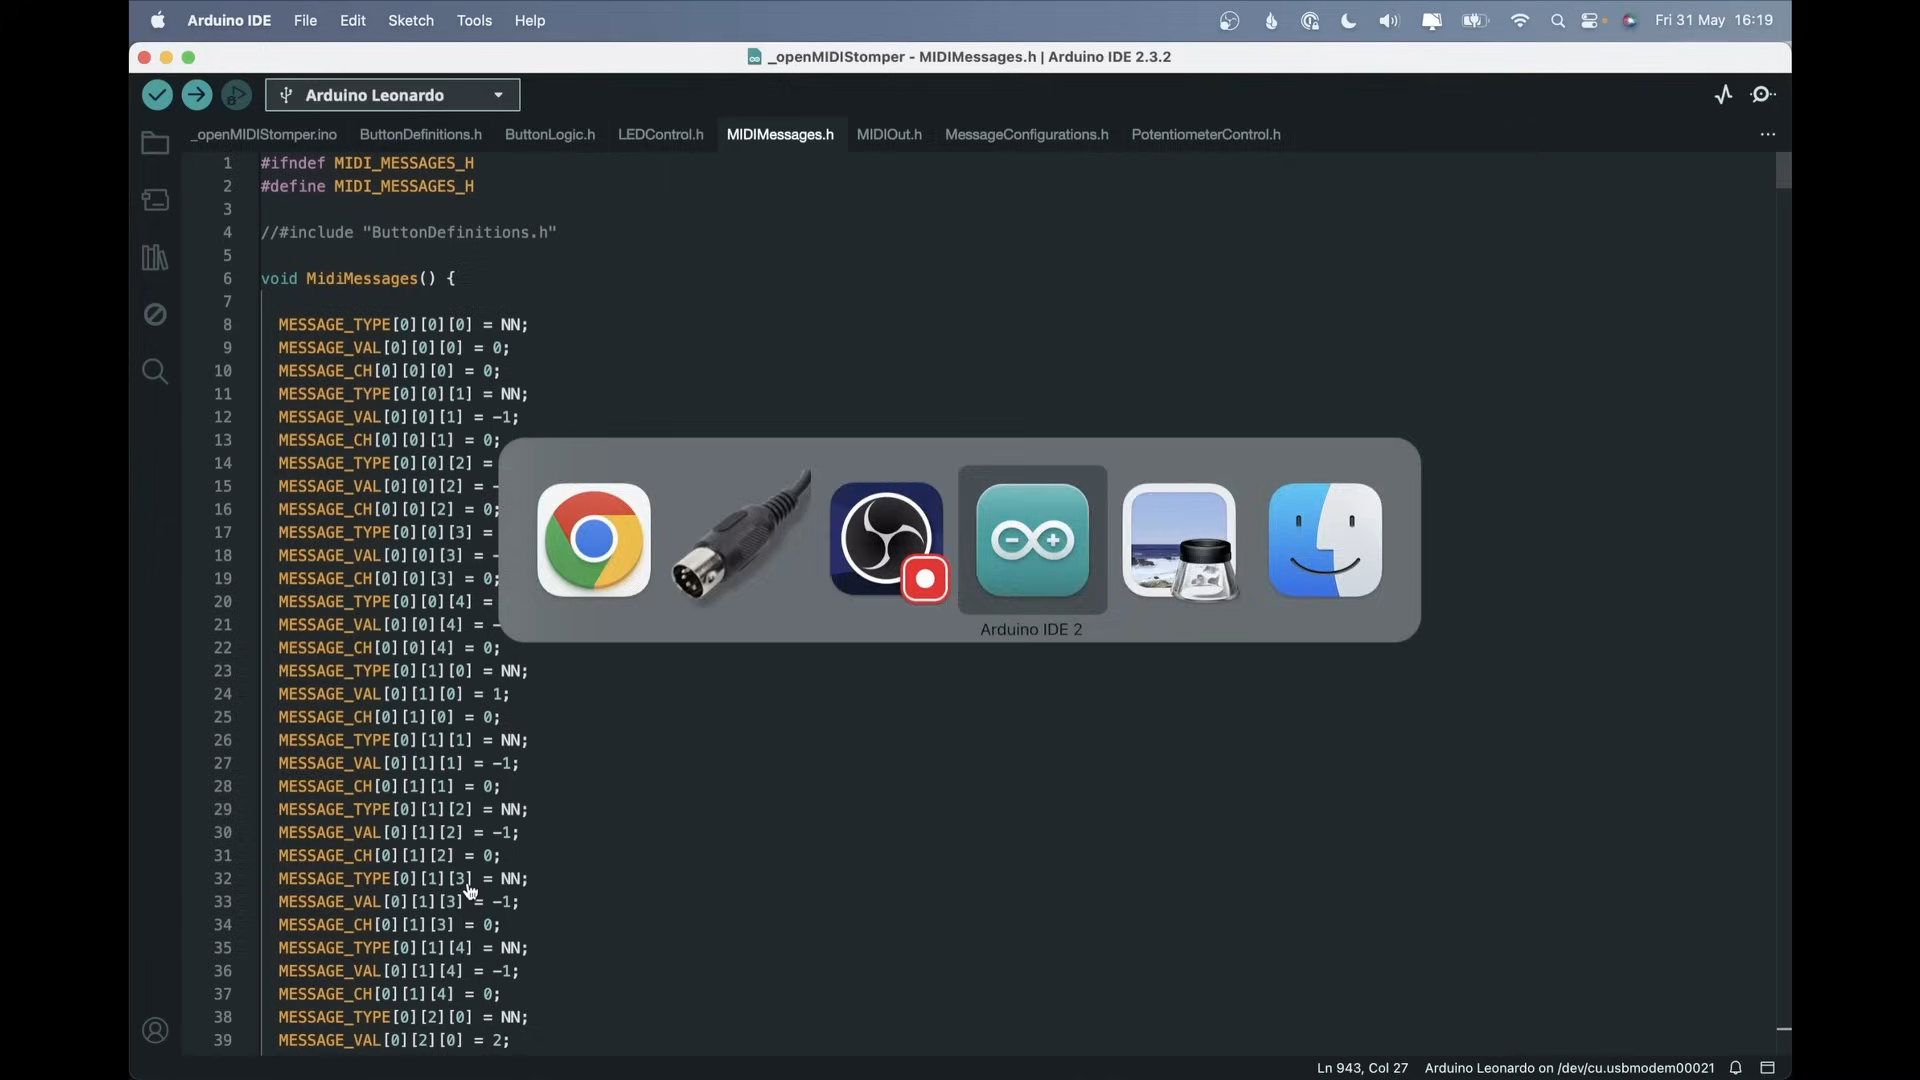 Arduino IDE File Edit Sketch Tools Help Fri 31 May 16:19
_openMIDIStomper - MIDIMessages.h | Arduino IDE 2.3.2
Arduino Leonardo
_openMIDIStomper.ino ButtonDefinitions.h ButtonLogic.h LEDControl.h MIDIMessages.h MIDIOut.h MessageConfigurations.h PotentiometerControl.h ...
1 #ifndef MIDI_MESSAGES_H
2 #define MIDI_MESSAGES_H
3
4 //#include "ButtonDefinitions.h"
5
6 void MidiMessages() {
7
8 MESSAGE_TYPE[0][0][0] = NN;
9 MESSAGE_VAL[0][0][0] = 0;
10 MESSAGE_CH[0][0][0] = 0;
11 MESSAGE_TYPE[0][0][1] = NN;
12 MESSAGE_VAL[0][0][1] = -1;
13 MESSAGE_CH[0][0][1] = 0;
14 MESSAGE_TYPE[0][0][2] =
15 MESSAGE_VAL[0][0][2] = -
16 MESSAGE_CH[0][0][2] = 0;
17 MESSAGE_TYPE[0][0][3] =
18 MESSAGE_VAL[0][0][3] = -
19 MESSAGE_CH[0][0][3] = 0;
20 MESSAGE_TYPE[0][0][4] =
21 MESSAGE_VAL[0][0][4] = -
22 MESSAGE_CH[0][0][4] = 0;
23 MESSAGE_TYPE[0][1][0] = NN;
24 MESSAGE_VAL[0][1][0] = 1;
25 MESSAGE_CH[0][1][0] = 0;
26 MESSAGE_TYPE[0][1][1] = NN;
27 MESSAGE_VAL[0][1][1] = -1;
28 MESSAGE_CH[0][1][1] = 0;
29 MESSAGE_TYPE[0][1][2] = NN;
30 MESSAGE_VAL[0][1][2] = -1;
31 MESSAGE_CH[0][1][2] = 0;
32 MESSAGE_TYPE[0][1][3] = NN;
33 MESSAGE_VAL[0][1][3] = -1;
34 MESSAGE_CH[0][1][3] = 0;
35 MESSAGE_TYPE[0][1][4] = NN;
36 MESSAGE_VAL[0][1][4] = -1;
37 MESSAGE_CH[0][1][4] = 0;
38 MESSAGE_TYPE[0][2][0] = NN;
39 MESSAGE_VAL[0][2][0] = 2;
Arduino IDE 2
Ln 943, Col 27 Arduino Leonardo on /dev/cu.usbmodem00021